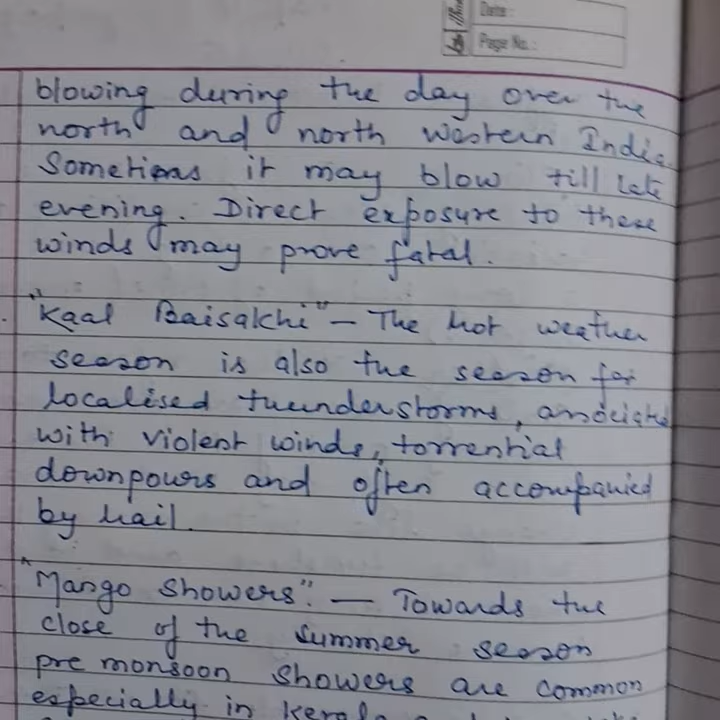 Date :
Page No. :
blowing during the day over the
north and north western India.
Sometimes it may blow till late
evening. Direct exposure to these
winds may prove fatal.
"Kaal Baisakhi" – The hot weather
season is also the season for
localised thunderstorms, associated
with violent winds, torrential
downpours and often accompanied
by hail.
"Mango Showers". – Towards the
close of the summer season
pre monsoon showers are common
especially in Kerala